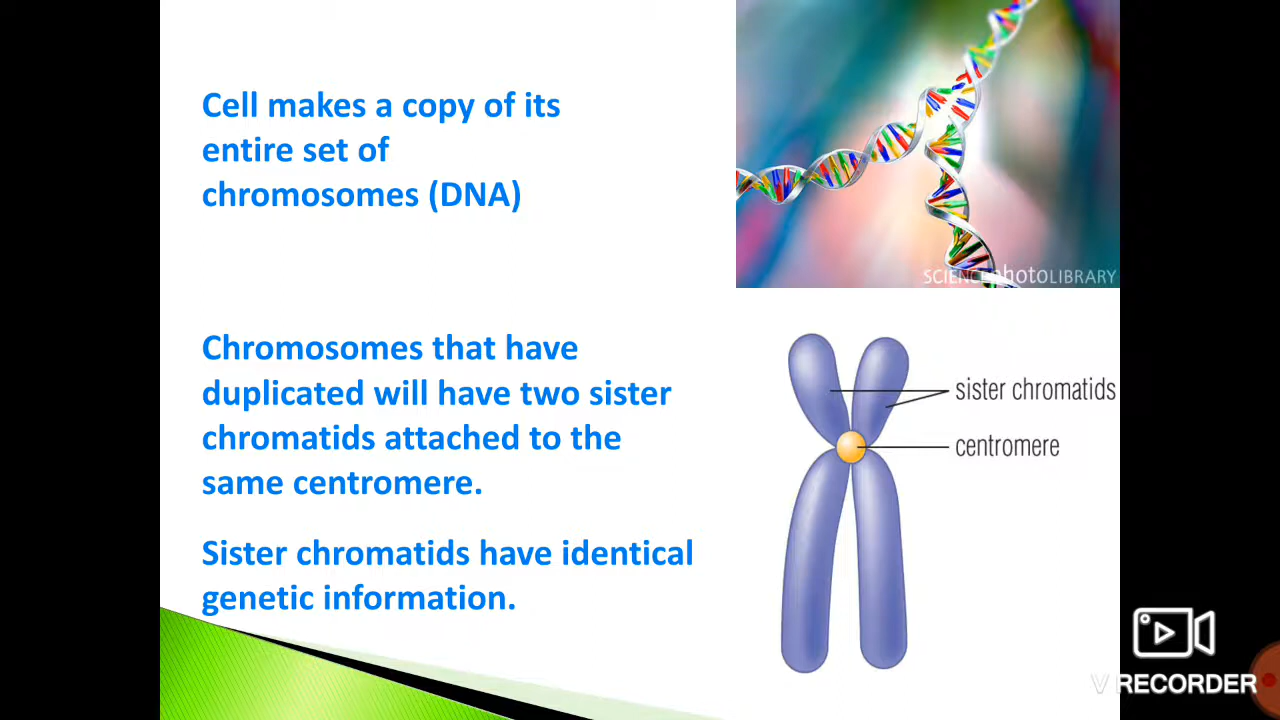 Cell makes a copy of its
entire set of
chromosomes (DNA)
SCIENCEphotoLIBRARY
Chromosomes that have
duplicated will have two sister
chromatids attached to the
same centromere.
sister chromatids
centromere
Sister chromatids have identical
genetic information.
V RECORDER